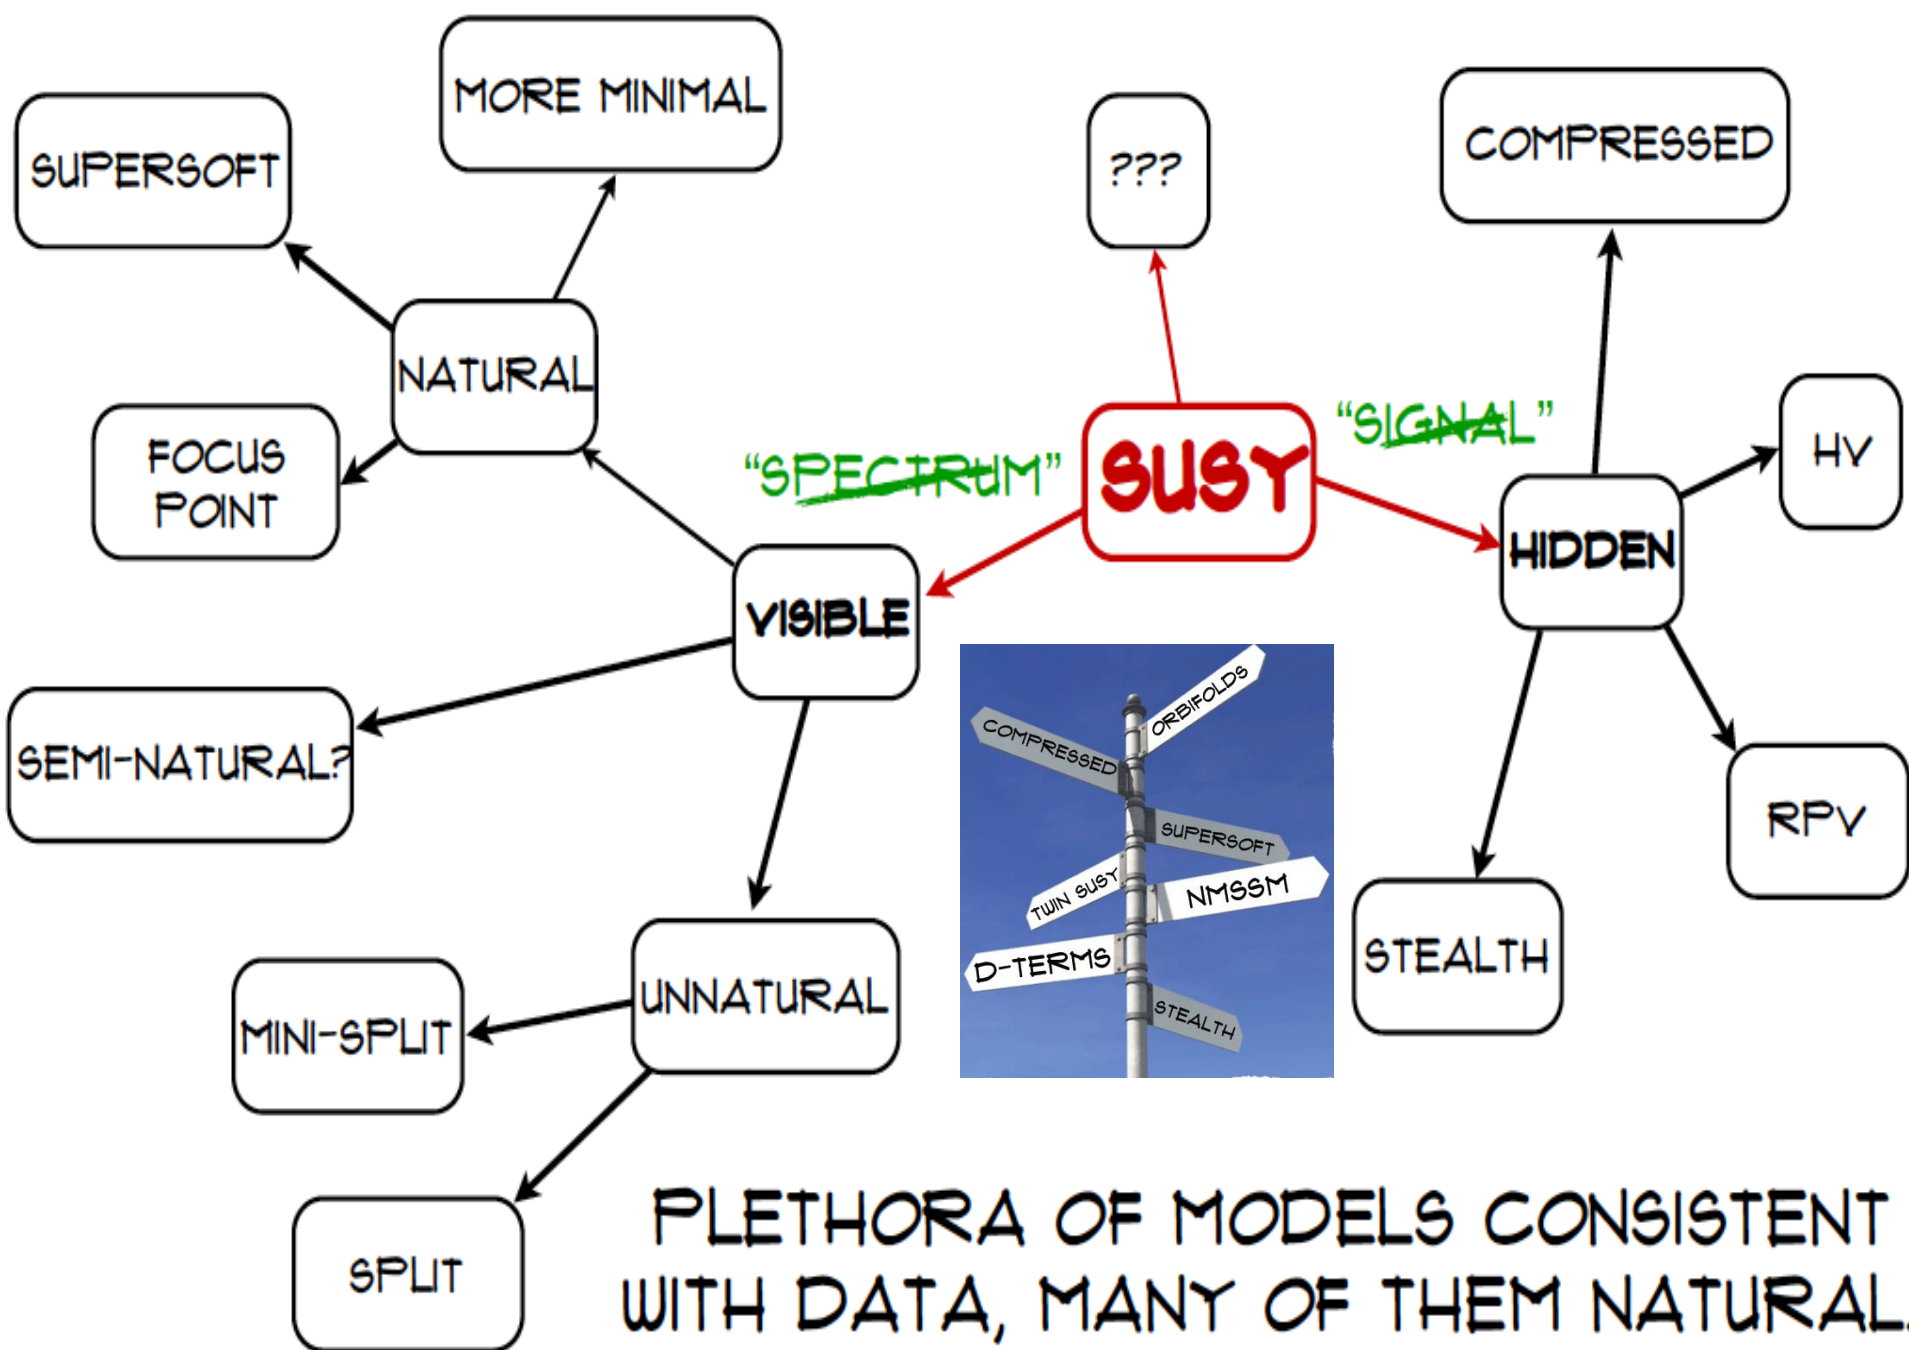 MORE MINIMAL
SUPERSOFT
???
COMPRESSED
NATURAL
FOCUS
POINT
"SPECTRUM"
SUSY
"SIGNAL"
HV
HIDDEN
VISIBLE
SEMI-NATURAL?
ORBIFOLDS
COMPRESSED
SUPERSOFT
TWIN SUSY
NMSSM
D-TERMS
STEALTH
RPV
STEALTH
UNNATURAL
MINI-SPLIT
SPLIT
PLETHORA OF MODELS CONSISTENT
WITH DATA, MANY OF THEM NATURAL.